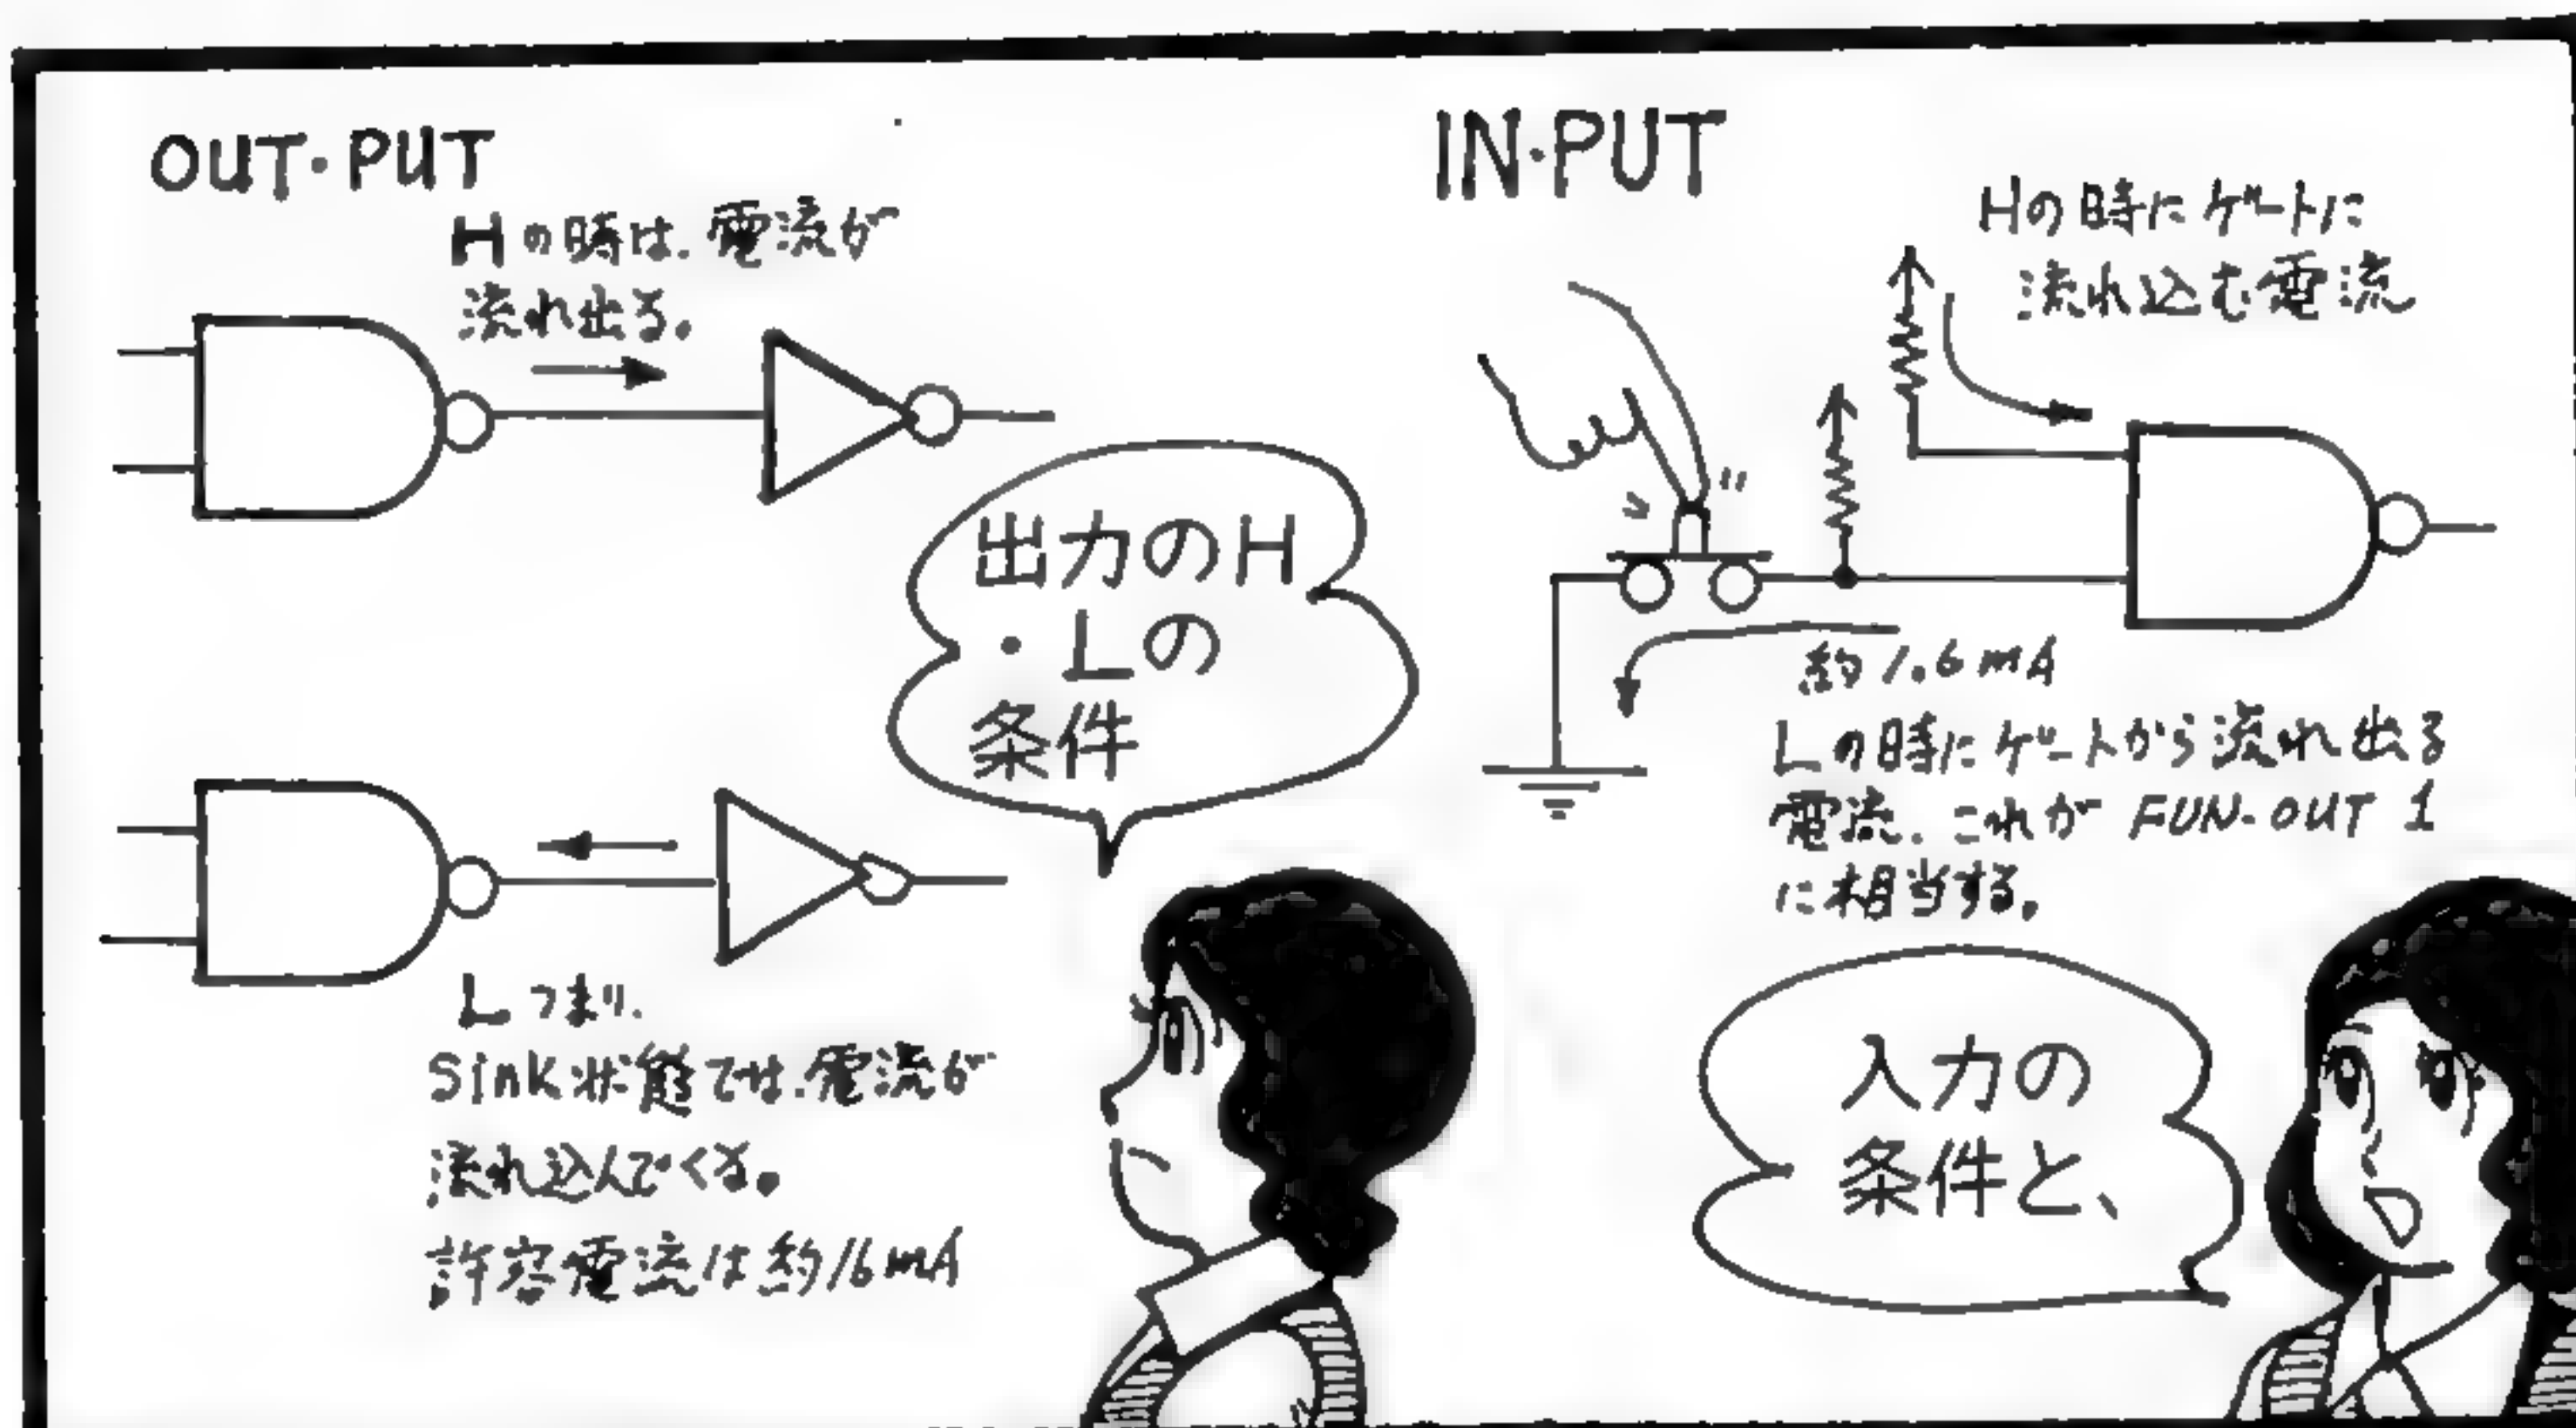 IN・PUT
Hの時にゲートに
流れ込む電流
約1.6mA
Lの時にゲートから流れ出る
電流.これがFUN-OUT 1
に相当する。
入力の
条件と、
OUT・PUT
Hの時は.電流が
流れ出る。
出力のH
・Lの
条件
Lつまり.
Sink状態では.電流が
流れ込んでくる。
許容電流は約16mA